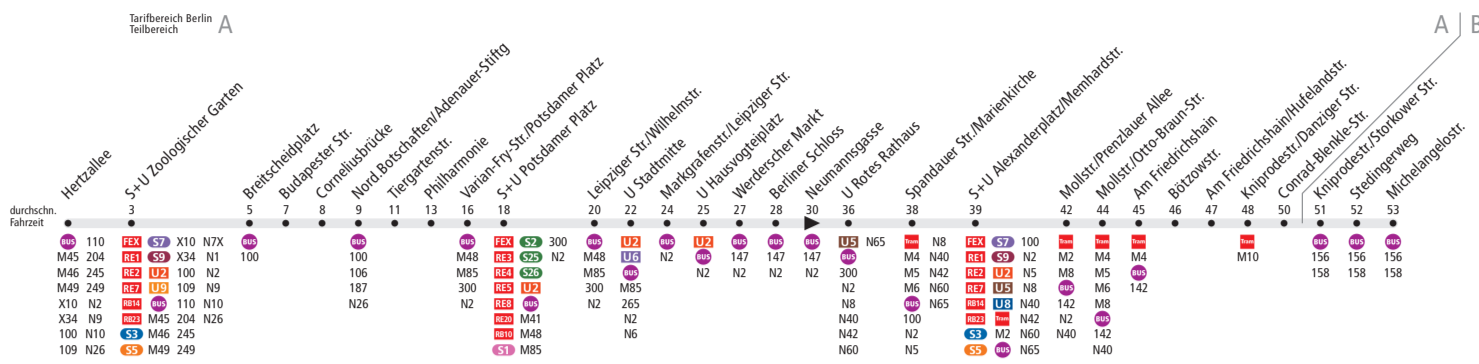 Tarifbereich Berlin
Teilbereich
A
A | B
Hertzallee
S+U Zoologischer Garten
Breitscheidplatz
Budapester Str.
Corneliusbrücke
Nord.Botschaften/Adenauer-Stiftg
Tiergartenstr.
Philharmonie
Varian-Fry-Str./Potsdamer Platz
S+U Potsdamer Platz
Leipziger Str./Wilhelmstr.
U Stadtmitte
Markgrafenstr./Leipziger Str.
U Hausvogteiplatz
Werderscher Markt
Berliner Schloss
Neumannsgasse
U Rotes Rathaus
Spandauer Str./Marienkirche
S+U Alexanderplatz/Memhardstr.
Mollstr./Prenzlauer Allee
Mollstr./Otto-Braun-Str.
Am Friedrichshain
Bötzowstr.
Am Friedrichshain/Hufelandstr.
Kniprodestr./Danziger Str.
Conrad-Blenkle-Str.
Kniprodestr./Storkower Str.
Stedingerweg
Michelangelostr.
durchschn.
Fahrzeit
3 5 7 8 9 11 13 16 18 20 22 24 25 27 28 30 36 38 39 42 44 45 46 47 48 50 51 52 53
BUS 110
M45 204
M46 245
M49 249
X10 N2
X34 N9
100 N10
109 N26
FEX S7 X10 N7X
RE1 S9 X34 N1
RE2 U2 100 N2
RE7 U9 109 N9
RB14 BUS 110 N10
RB23 M45 204 N26
S3 M46 245
S5 M49 249
BUS
100
BUS
100
106
187
N26
BUS
M48
M85
300
N2
FEX S2 300
RE3 S25 N2
RE4 S26
RE5 U2
RE8 BUS
RE20 M41
RB10 M48
S1 M85
BUS
M48
M85
300
N2
U2
U6
BUS
M85
265
N2
N6
BUS
N2
U2
BUS
N2
BUS
147
N2
BUS
147
N2
BUS
147
N2
U5 N65
BUS
300
N2
N8
N40
N42
N60
Tram N8
M4 N40
M5 N42
M6 N60
BUS N65
100
N2
N5
FEX S7 100
RE1 S9 N2
RE2 U2 N5
RE7 U5 N8
RB14 U8 N40
RB23 Tram N42
S3 M2 N60
S5 BUS N65
Tram
M2
M8
BUS
142
N2
N40
Tram
M4
M5
M6
M8
BUS
142
N40
Tram
M4
BUS
142
Tram
M10
BUS
156
158
BUS
156
158
BUS
156
158